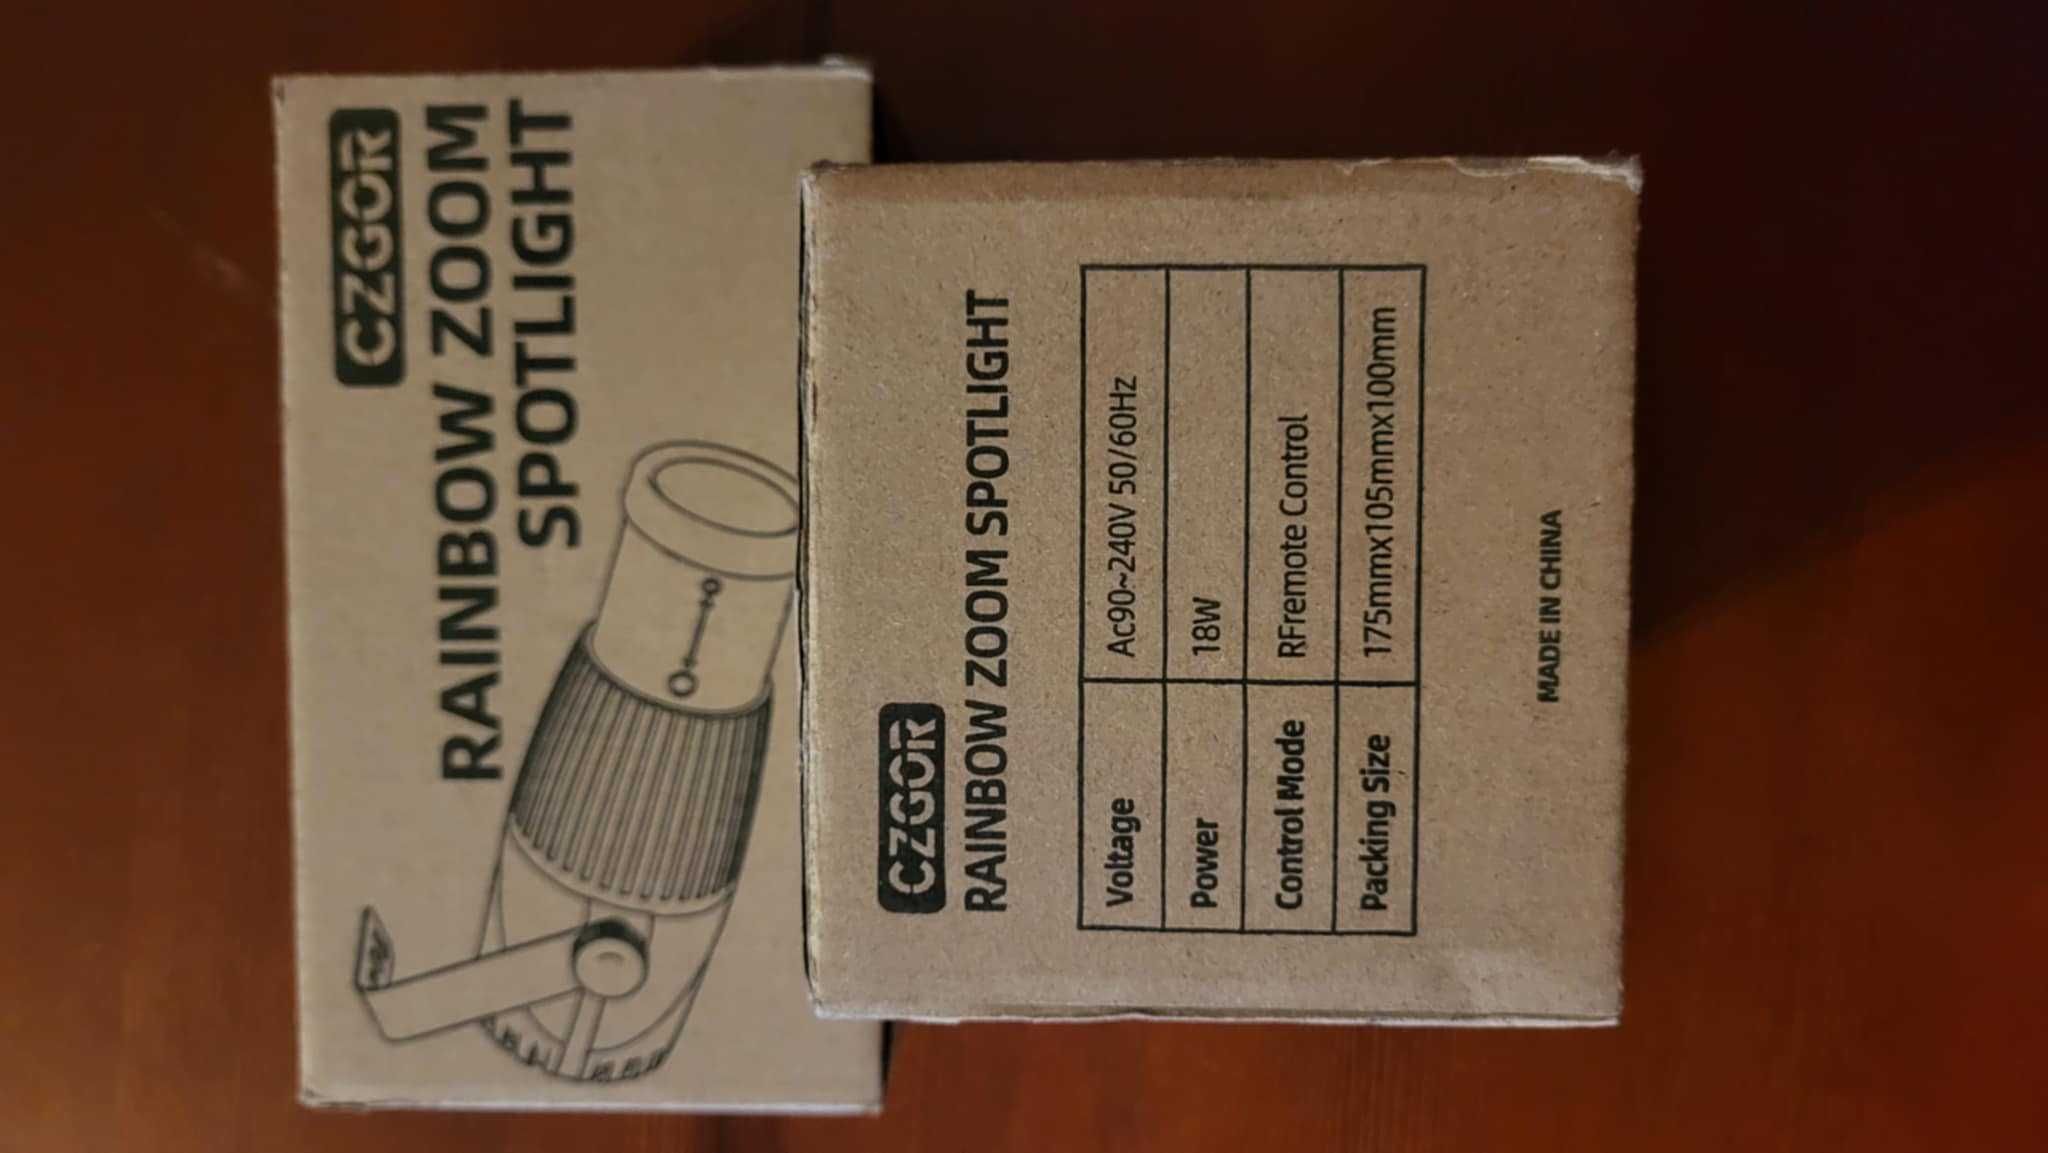 CZGOR
RAINBOW ZOOM
SPOTLIGHT
CZGOR
RAINBOW ZOOM SPOTLIGHT
Voltage Ac90~240V 50/60Hz
Power 18W
Control Mode RFremote Control
Packing Size 175mmx105mmx100mm
MADE IN CHINA